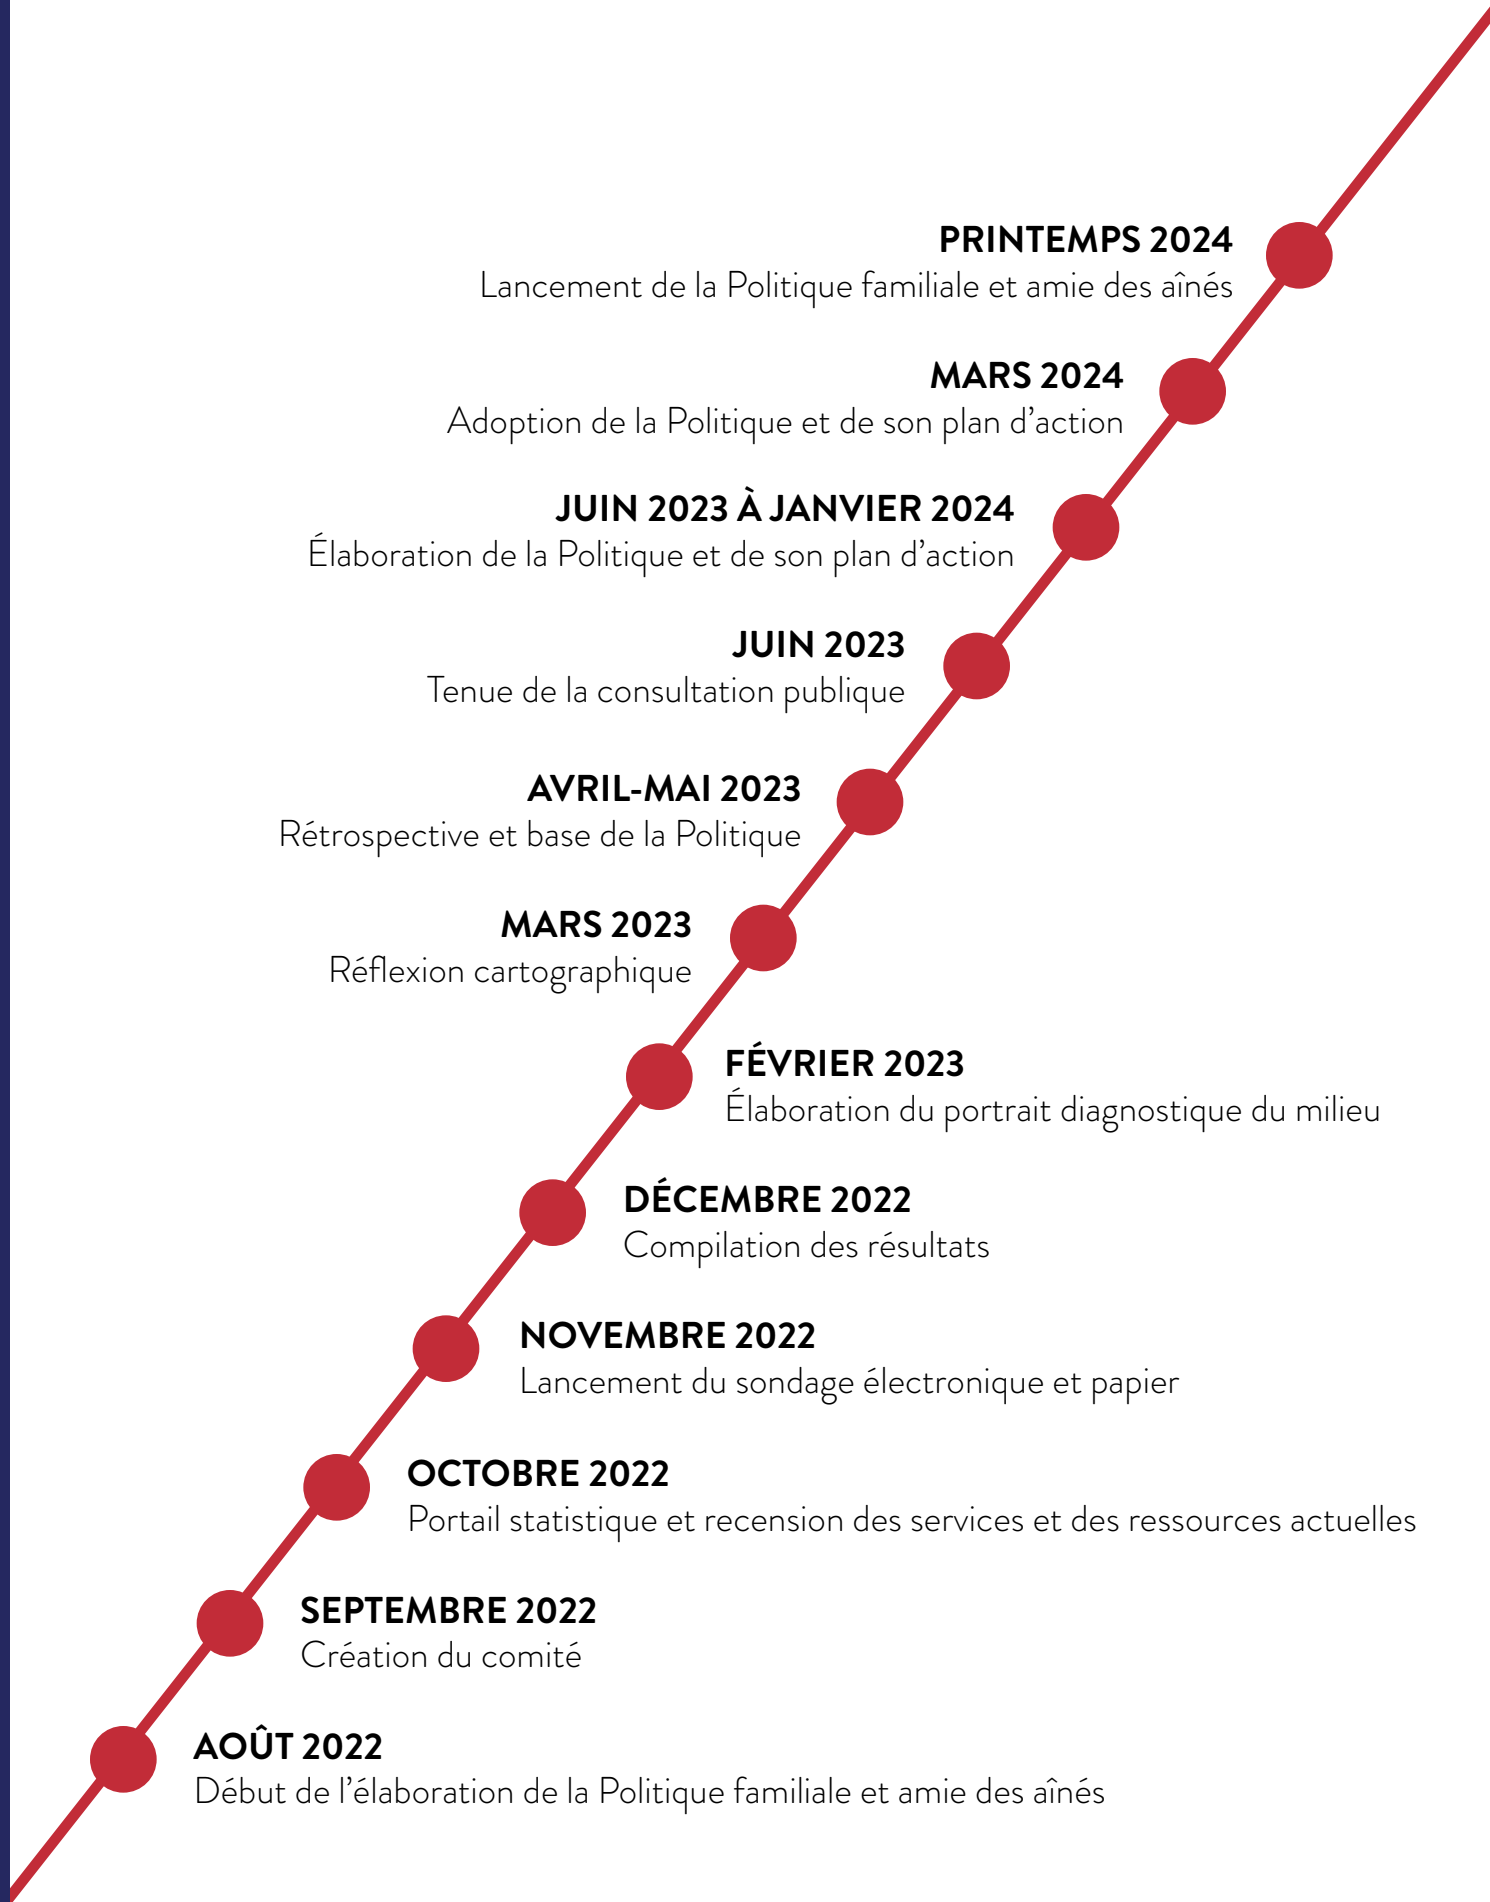 PRINTEMPS 2024
Lancement de la Politique familiale et amie des aînés
MARS 2024
Adoption de la Politique et de son plan d’action
JUIN 2023 À JANVIER 2024
Élaboration de la Politique et de son plan d’action
JUIN 2023
Tenue de la consultation publique
AVRIL-MAI 2023
Rétrospective et base de la Politique
MARS 2023
Réflexion cartographique
FÉVRIER 2023
Élaboration du portrait diagnostique du milieu
DÉCEMBRE 2022
Compilation des résultats
NOVEMBRE 2022
Lancement du sondage électronique et papier
OCTOBRE 2022
Portail statistique et recension des services et des ressources actuelles
SEPTEMBRE 2022
Création du comité
AOÛT 2022
Début de l’élaboration de la Politique familiale et amie des aînés